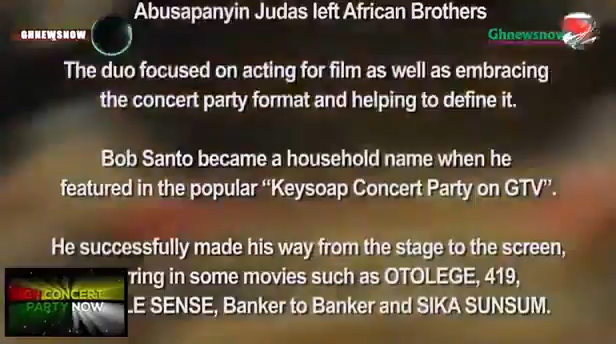 Abusapanyin Judas left African Brothers
GHNEWSNOW
Ghnewsnow
The duo focused on acting for film as well as embracing
the concert party format and helping to define it.
Bob Santo became a household name when he
featured in the popular “Keysoap Concert Party on GTV”.
He successfully made his way from the stage to the screen,
rring in some movies such as OTOLEGE, 419,
LE SENSE, Banker to Banker and SIKA SUNSUM.
GH CONCERT
PARTY NOW